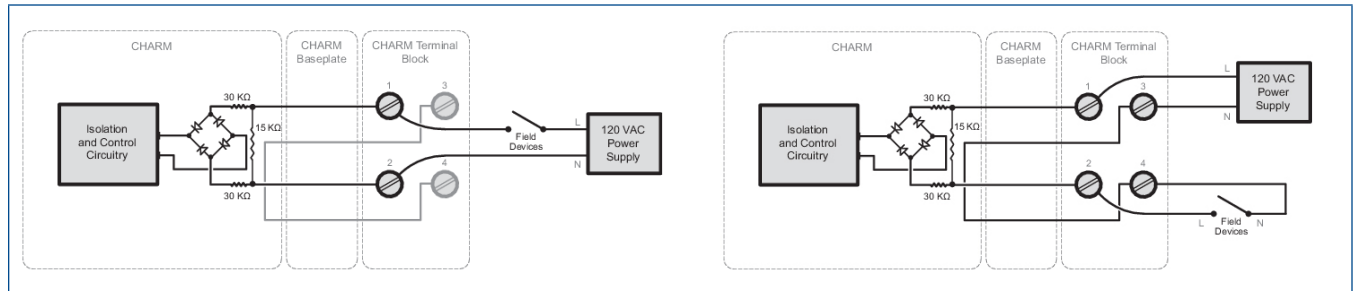 CHARM
CHARM
Baseplate
CHARM Terminal
Block
1
3
30 KΩ
15 KΩ
Isolation
and Control
Circuitry
L
Field
Devices
120 VAC
Power
Supply
N
2
4
30 KΩ
CHARM
CHARM
Baseplate
CHARM Terminal
Block
L
120 VAC
Power
Supply
1
3
30 KΩ
N
15 KΩ
Isolation
and Control
Circuitry
2
4
30 KΩ
L
Field
Devices
N